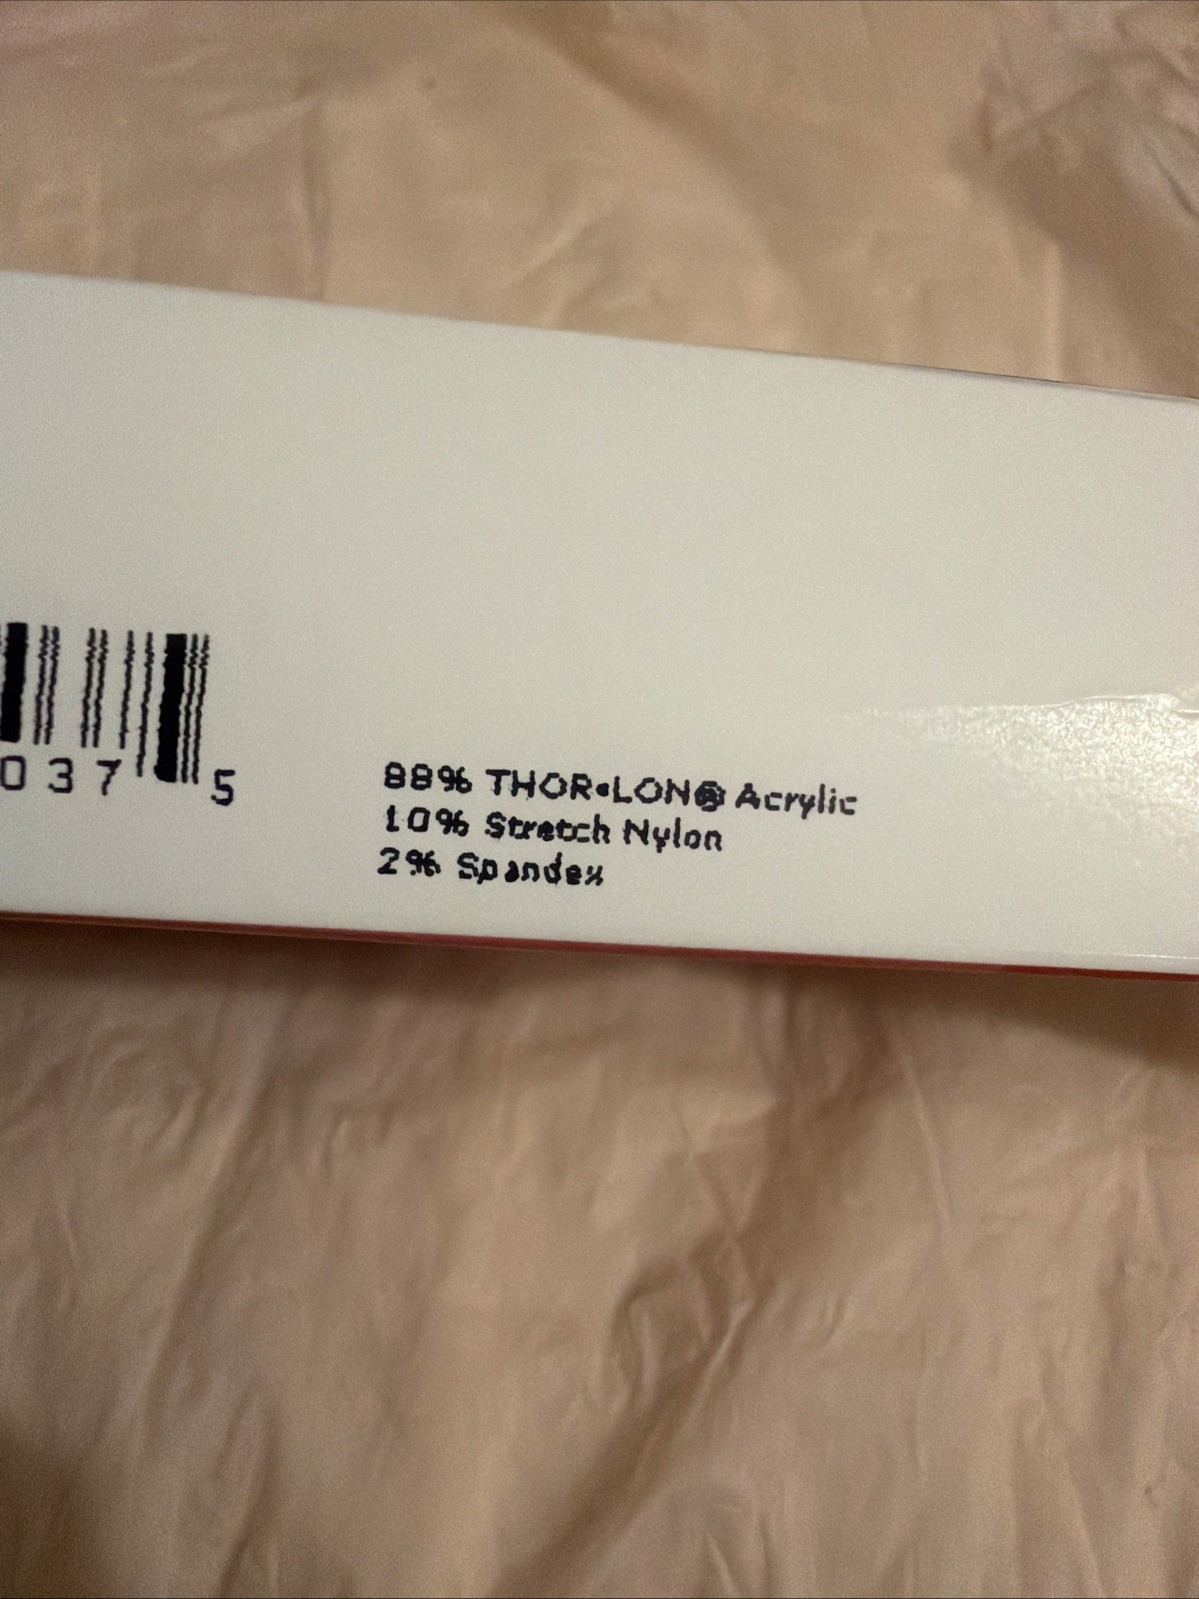 037 5
88% THOR•LON® Acrylic
10% Stretch Nylon
2% Spandex